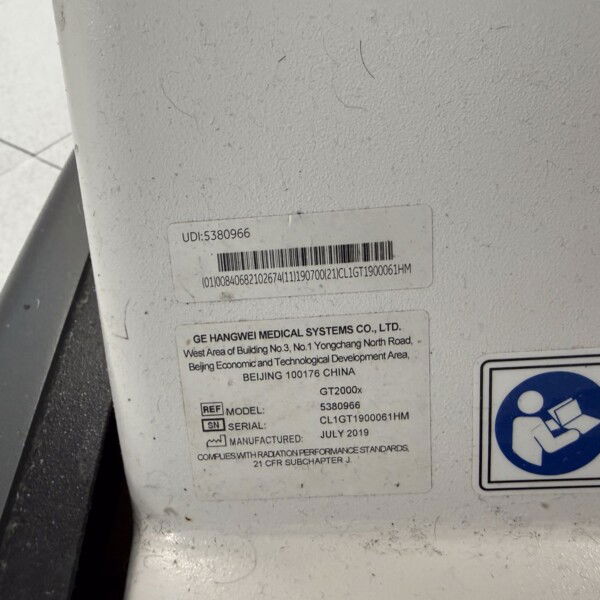 UDI:5380966
(01)00840682102674(11)190700(21)CL1GT1900061HM
GE HANGWEI MEDICAL SYSTEMS CO., LTD.
West Area of Building No.3, No.1 Yongchang North Road,
Beijing Economic and Technological Development Area,
BEIJING 100176 CHINA
GT2000x
REF MODEL: 5380966
SN SERIAL: CL1GT1900061HM
MANUFACTURED: JULY 2019
COMPLIES WITH RADIATION PERFORMANCE STANDARDS,
21 CFR SUBCHAPTER J